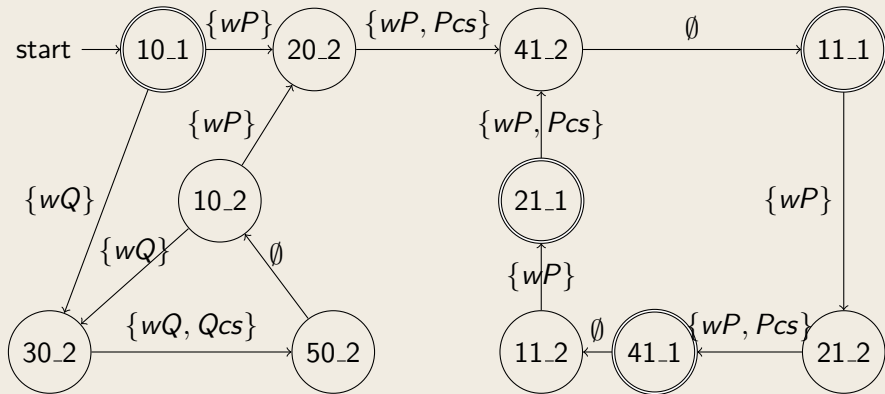 start 10_1 {wP} 20_2 {wP, Pcs} 41_2 ∅ 11_1
{wP} {wP, Pcs}
{wQ} 10_2 21_1 {wP}
{wQ} ∅ {wP}
30_2 {wQ, Qcs} 50_2 11_2 ∅ 41_1 {wP, Pcs} 21_2